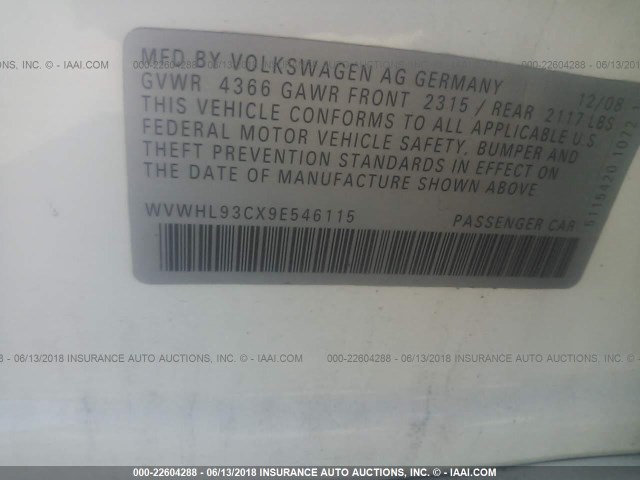 MFD BY VOLKSWAGEN AG GERMANY 12/08
GVWR 4366 GAWR FRONT 2315 / REAR 2117 LBS
THIS VEHICLE CONFORMS TO ALL APPLICABLE U.S.
FEDERAL MOTOR VEHICLE SAFETY, BUMPER AND
THEFT PREVENTION STANDARDS IN EFFECT ON
THE DATE OF MANUFACTURE SHOWN ABOVE
WVWHL93CX9E546115 PASSENGER CAR
5116420 1072
000-22604288 - 06/13/2018 INSURANCE AUTO AUCTIONS, INC. © - IAAI.COM